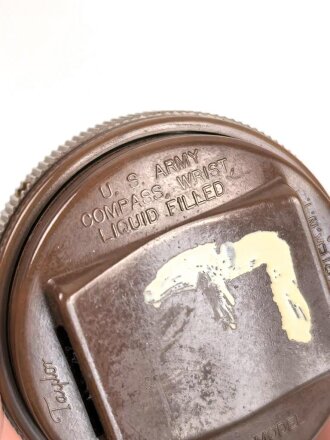 U. S. ARMY
COMPASS, WRIST,
LIQUID FILLED
Taylor
MODEL